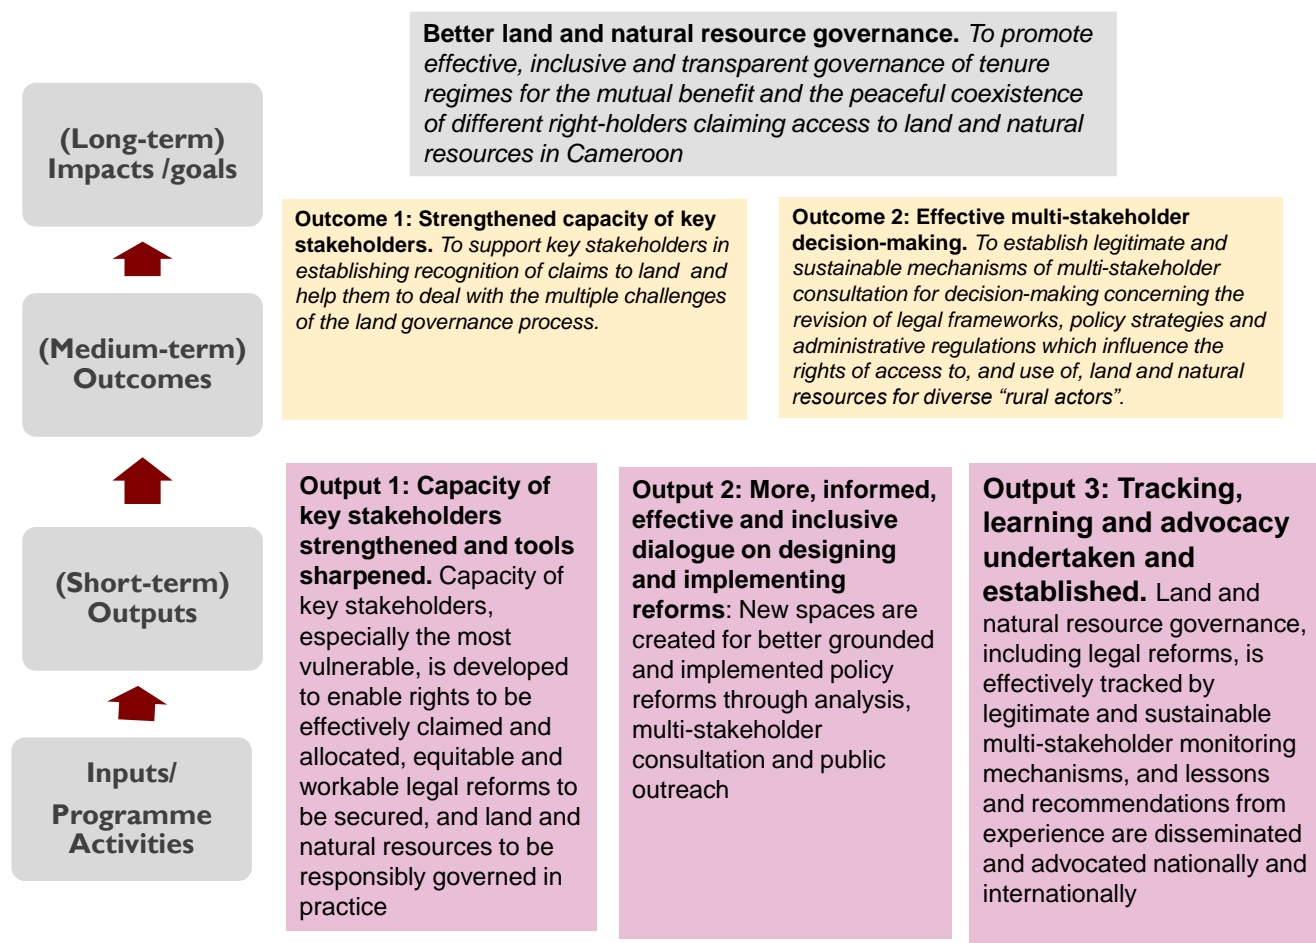 Better land and natural resource governance. To promote
effective, inclusive and transparent governance of tenure
regimes for the mutual benefit and the peaceful coexistence
of different right-holders claiming access to land and natural
resources in Cameroon
(Long-term)
Impacts /goals
Outcome 1: Strengthened capacity of key
stakeholders. To support key stakeholders in
establishing recognition of claims to land and
help them to deal with the multiple challenges
of the land governance process.
Outcome 2: Effective multi-stakeholder
decision-making. To establish legitimate and
sustainable mechanisms of multi-stakeholder
consultation for decision-making concerning the
revision of legal frameworks, policy strategies and
administrative regulations which influence the
rights of access to, and use of, land and natural
resources for diverse “rural actors”.
(Medium-term)
Outcomes
Output 1: Capacity of
key stakeholders
strengthened and tools
sharpened. Capacity of
key stakeholders,
especially the most
vulnerable, is developed
to enable rights to be
effectively claimed and
allocated, equitable and
workable legal reforms to
be secured, and land and
natural resources to be
responsibly governed in
practice
Output 2: More, informed,
effective and inclusive
dialogue on designing
and implementing
reforms: New spaces are
created for better grounded
and implemented policy
reforms through analysis,
multi-stakeholder
consultation and public
outreach
Output 3: Tracking,
learning and advocacy
undertaken and
established. Land and
natural resource governance,
including legal reforms, is
effectively tracked by
legitimate and sustainable
multi-stakeholder monitoring
mechanisms, and lessons
and recommendations from
experience are disseminated
and advocated nationally and
internationally
(Short-term)
Outputs
Inputs/
Programme
Activities